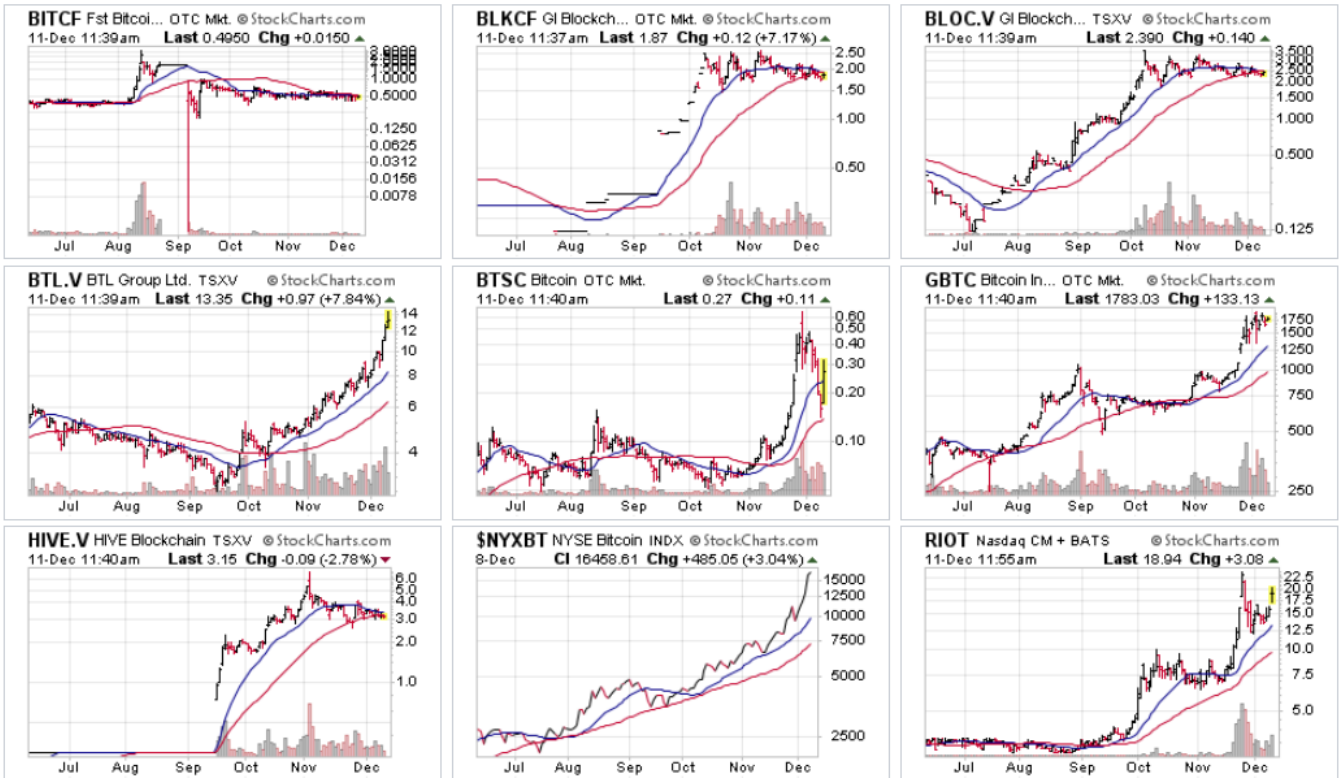 BITCF Fst Bitcoi... OTC Mkt. © StockCharts.com
11-Dec 11:39am Last 0.4950 Chg +0.0150
1.0000
0.5000
0.1250
0.0625
0.0312
0.0156
0.0078
Jul Aug Sep Oct Nov Dec
BLKCF GI Blockch... OTC Mkt. © StockCharts.com
11-Dec 11:37am Last 1.87 Chg +0.12 (+7.17%)
2.50
2.00
1.50
1.00
0.50
Jul Aug Sep Oct Nov Dec
BLOC.V GI Blockch... TSXV © StockCharts.com
11-Dec 11:39am Last 2.390 Chg +0.140
3.500
3.000
2.500
2.000
1.500
1.000
0.500
0.125
Jul Aug Sep Oct Nov Dec
BTL.V BTL Group Ltd. TSXV © StockCharts.com
11-Dec 11:39am Last 13.35 Chg +0.97 (+7.84%)
14
12
10
8
6
4
Jul Aug Sep Oct Nov Dec
BTSC Bitcoin OTC Mkt. © StockCharts.com
11-Dec 11:40am Last 0.27 Chg +0.11
0.60
0.50
0.40
0.30
0.20
0.10
Jul Aug Sep Oct Nov Dec
GBTC Bitcoin In... OTC Mkt. © StockCharts.com
11-Dec 11:40am Last 1783.03 Chg +133.13
1750
1500
1250
1000
750
500
250
Jul Aug Sep Oct Nov Dec
HIVE.V HIVE Blockchain TSXV © StockCharts.com
11-Dec 11:40am Last 3.15 Chg -0.09 (-2.78%)
6.0
5.0
4.0
3.0
2.0
1.0
Jul Aug Sep Oct Nov Dec
$NYXBT NYSE Bitcoin INDX © StockCharts.com
8-Dec Cl 16458.61 Chg +485.05 (+3.04%)
15000
10000
7500
5000
2500
Jul Aug Sep Oct Nov Dec
RIOT Nasdaq CM + BATS © StockCharts.com
11-Dec 11:55am Last 18.94 Chg +3.08
22.5
20.0
17.5
15.0
12.5
10.0
7.5
5.0
Jul Aug Sep Oct Nov Dec